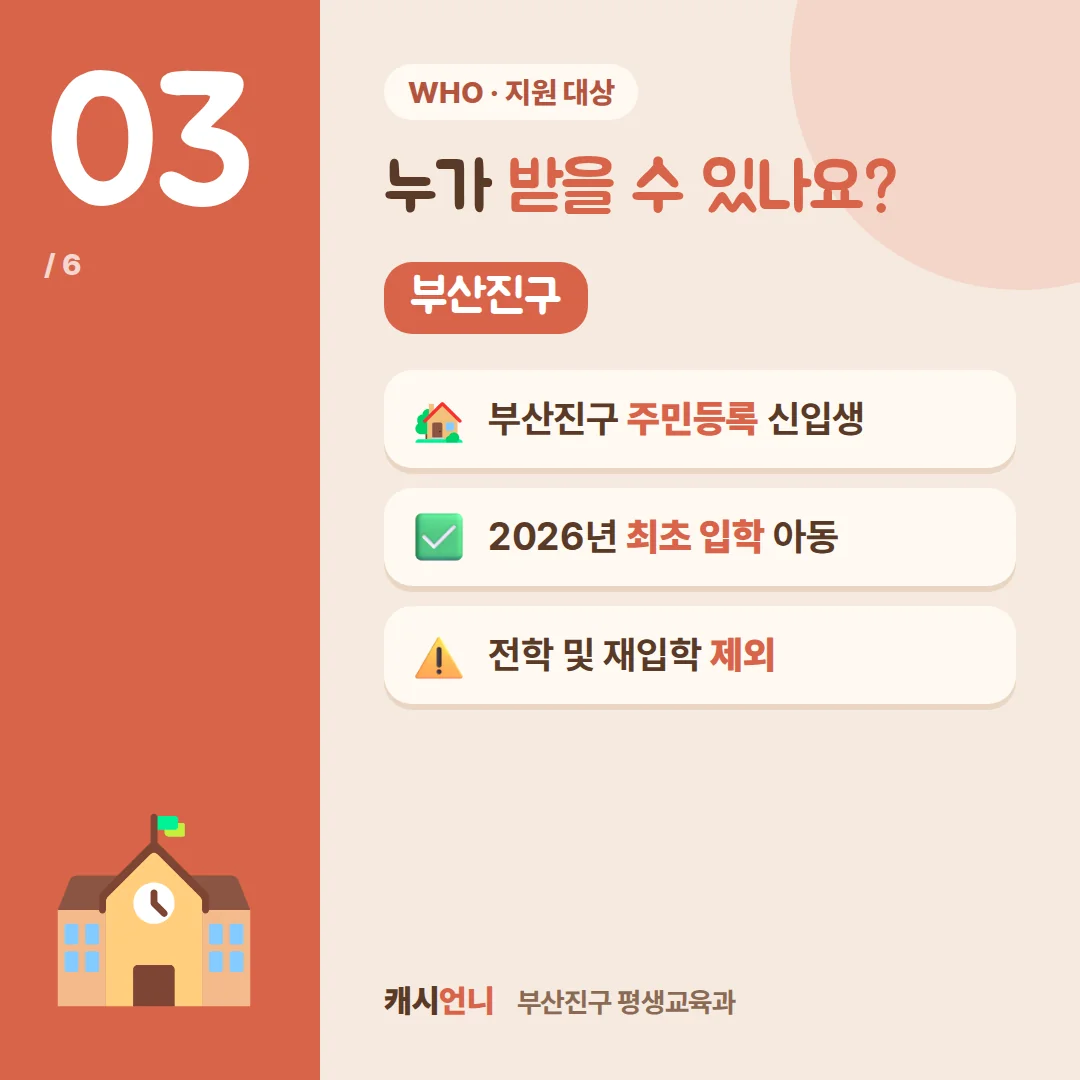 03
/ 6
WHO · 지원 대상
누가 받을 수 있나요?
부산진구
부산진구 주민등록 신입생
2026년 최초 입학 아동
전학 및 재입학 제외
캐시언니 부산진구 평생교육과